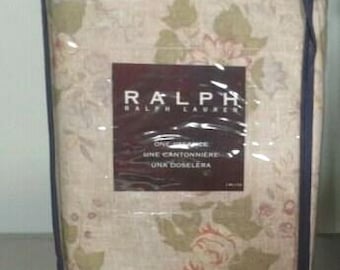 RALPH
RALPH LAUREN
ONE VALANCE
UNE CANTONNIÈRE
UNA DOSELERA